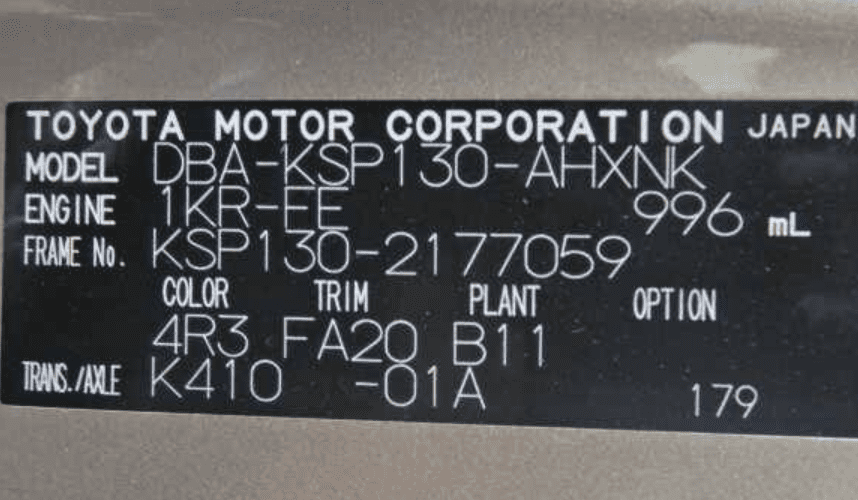 TOYOTA MOTOR CORPORATION JAPAN
MODEL DBA-KSP130-AHXNK
ENGINE 1KR-FE 996 mL
FRAME No. KSP130-2177059
COLOR TRIM PLANT OPTION
4R3 FA20 B11
TRANS./AXLE K410 -01A 179